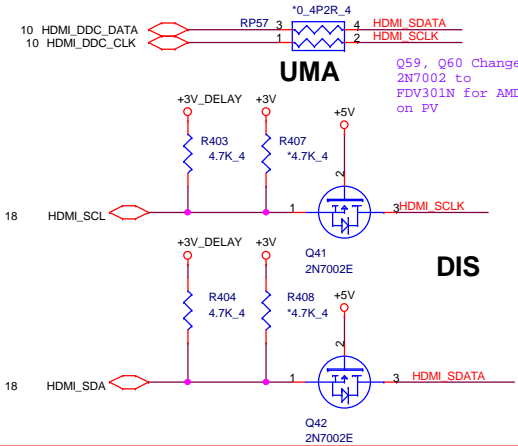 *0_4P2R_4
10 HDMI_DDC_DATA RP57 3 4 HDMI_SDATA
10 HDMI_DDC_CLK 1 2 HDMI_SCLK
UMA
Q59, Q60 Change
2N7002 to
FDV301N for AMD
on PV
+3V_DELAY +3V
+5V
R403 R407
4.7K_4 *4.7K_4
2
18 HDMI_SCL 1 3 HDMI_SCLK
Q41
2N7002E
+3V_DELAY +3V
DIS
R404 R408 +5V
4.7K_4 *4.7K_4
2
18 HDMI_SDA 1 3 HDMI_SDATA
Q42
2N7002E